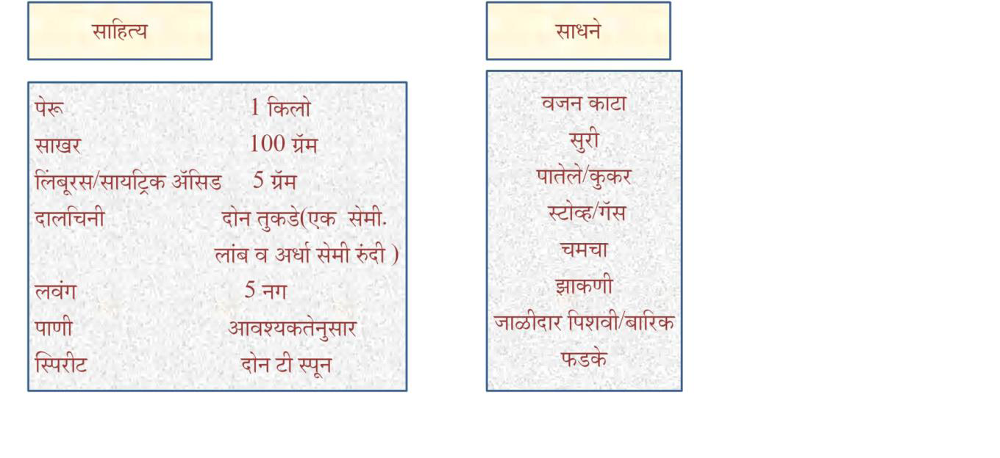 साहित्य
पेरू 1 किलो
साखर 100 ग्रॅम
लिंबूरस/सायट्रिक ॲसिड 5 ग्रॅम
दालचिनी दोन तुकडे(एक सेमी.
लांब व अर्धा सेमी रुंदी )
लवंग 5 नग
पाणी आवश्यकतेनुसार
स्पिरीट दोन टी स्पून
साधने
वजन काटा
सुरी
पातेले/कुकर
स्टोव्ह/गॅस
चमचा
झाकणी
जाळीदार पिशवी/बारिक
फडके